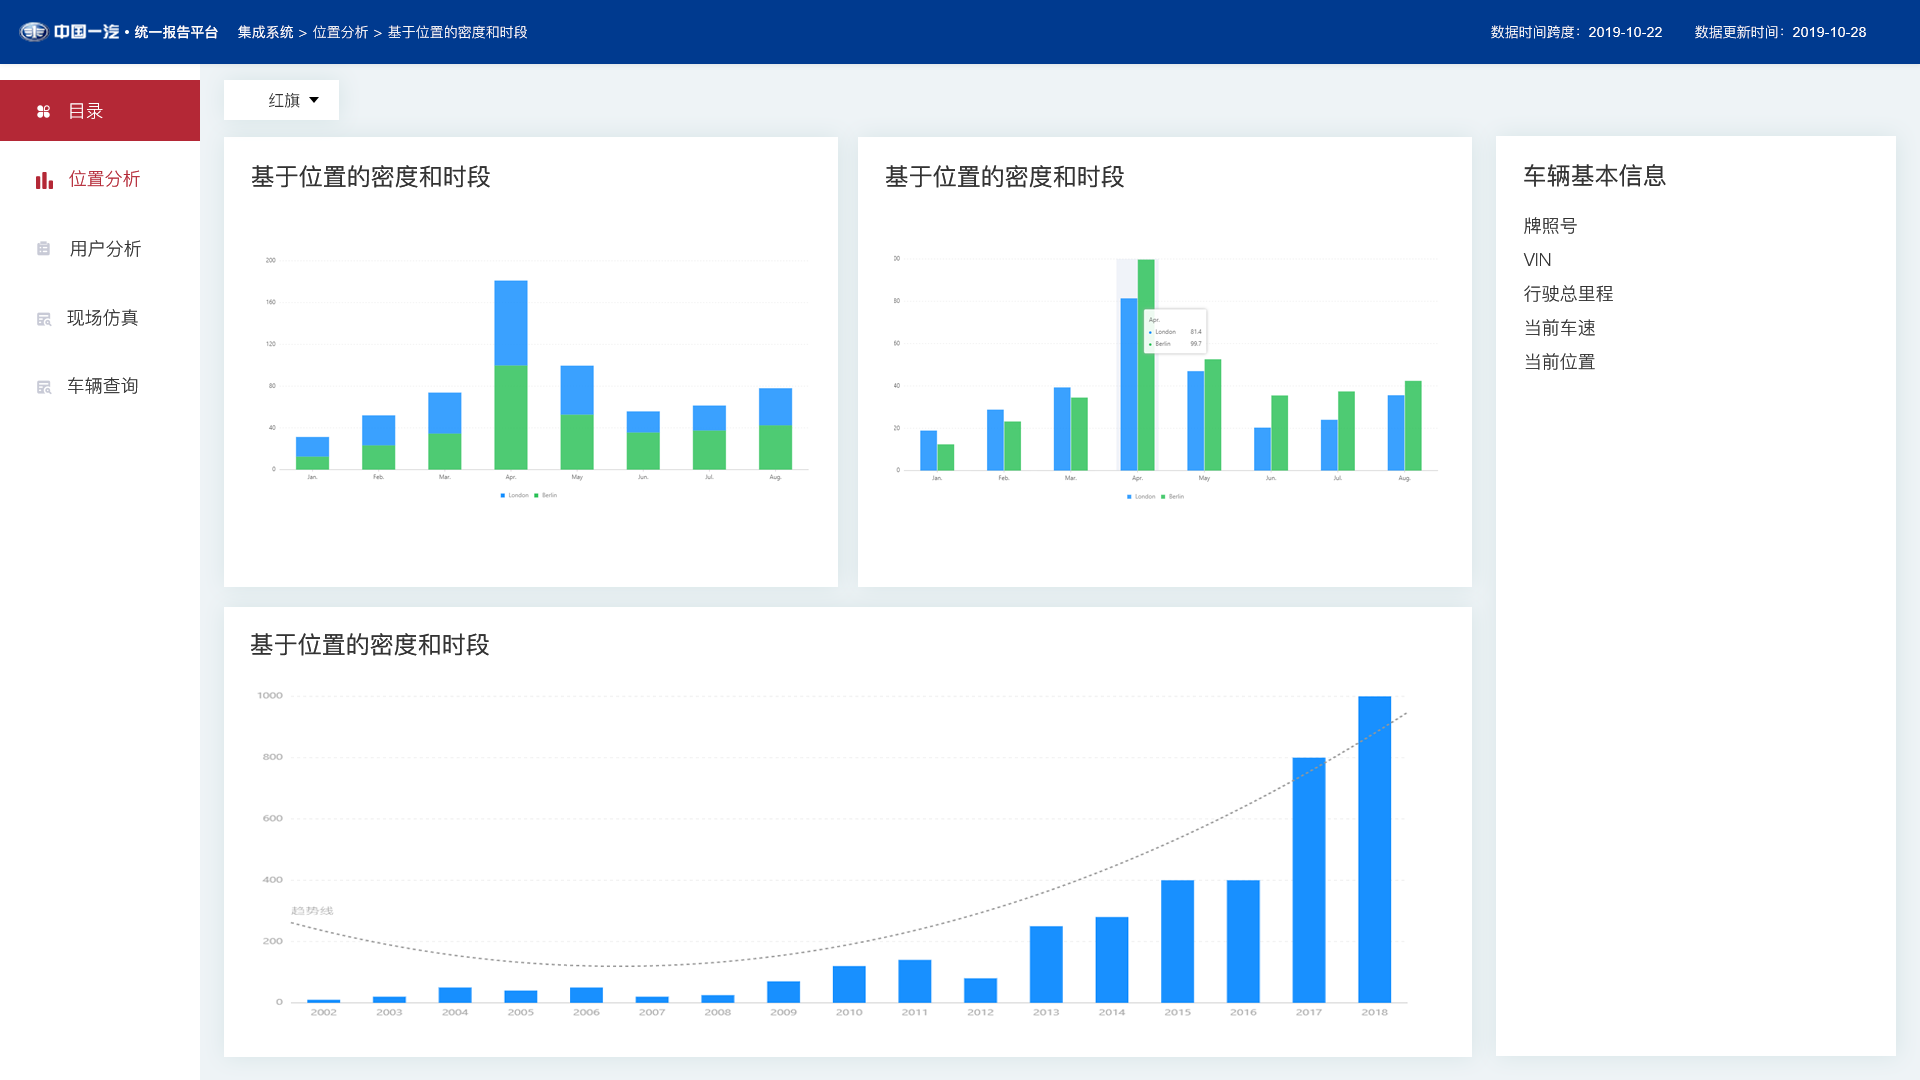 中国一汽·统一报告平台 集成系统 > 位置分析 > 基于位置的密度和时段 数据时间跨度：2019-10-22 数据更新时间：2019-10-28
目录
位置分析
用户分析
现场仿真
车辆查询
红旗
基于位置的密度和时段
200
160
120
80
40
0
Jan. Feb. Mar. Apr. May Jun. Jul. Aug.
London Berlin
基于位置的密度和时段
00
80
60
40
20
0
Apr.
London 81.4
Berlin 99.7
Jan. Feb. Mar. Apr. May Jun. Jul. Aug.
London Berlin
基于位置的密度和时段
1000
800
600
400
趋势线
200
0
2002 2003 2004 2005 2006 2007 2008 2009 2010 2011 2012 2013 2014 2015 2016 2017 2018
车辆基本信息
牌照号
VIN
行驶总里程
当前车速
当前位置